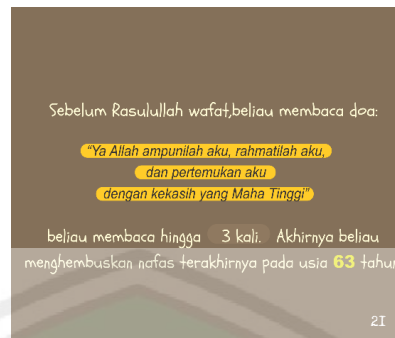 Sebelum Rasulullah wafat,beliau membaca doa:
“Ya Allah ampunilah aku, rahmatilah aku,
dan pertemukan aku
dengan kekasih yang Maha Tinggi”
beliau membaca hingga 3 kali. Akhirnya beliau
menghembuskan nafas terakhirnya pada usia 63 tahu
21